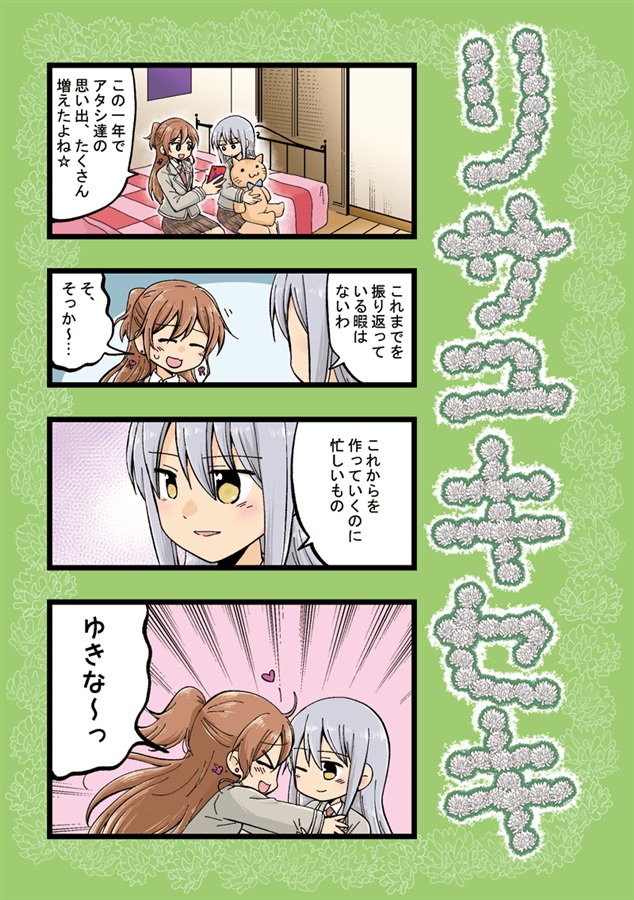 リサユキセキ
この一年で
アタシ達の
思い出、たくさん
増えたよね☆
これまでを
振り返って
いる暇は
ないわ
そ、
そっか〜…
これからを
作っていくのに
忙しいもの
ゆきな〜っ